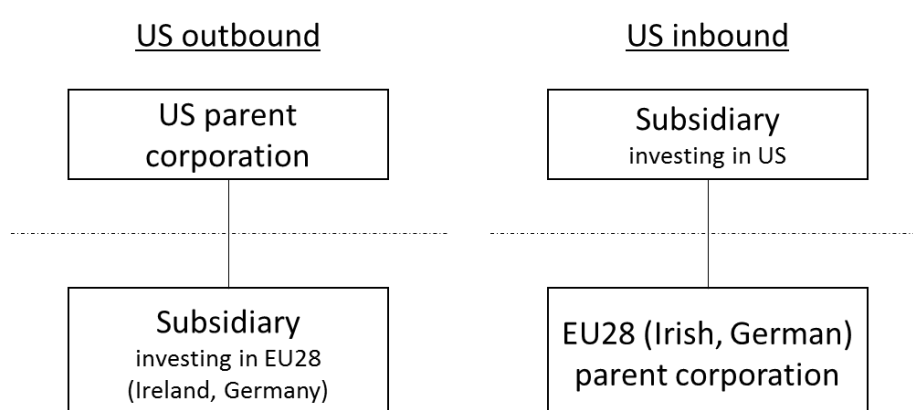 US outbound
US parent
corporation
Subsidiary
investing in EU28
(Ireland, Germany)
US inbound
Subsidiary
investing in US
EU28 (Irish, German)
parent corporation